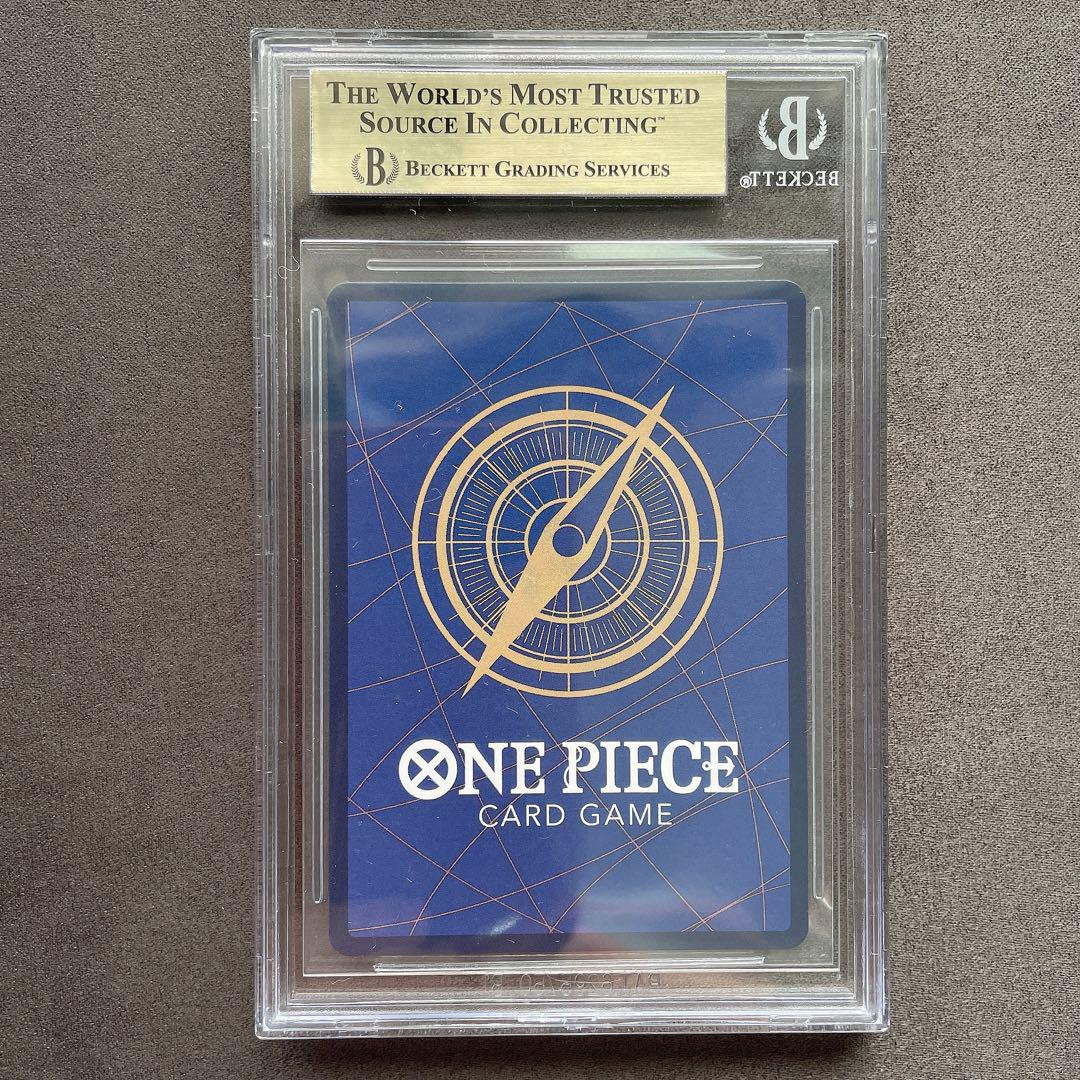 THE WORLD'S MOST TRUSTED
SOURCE IN COLLECTING™
B BECKETT GRADING SERVICES
B
BECKETT®
ONE PIECE
CARD GAME